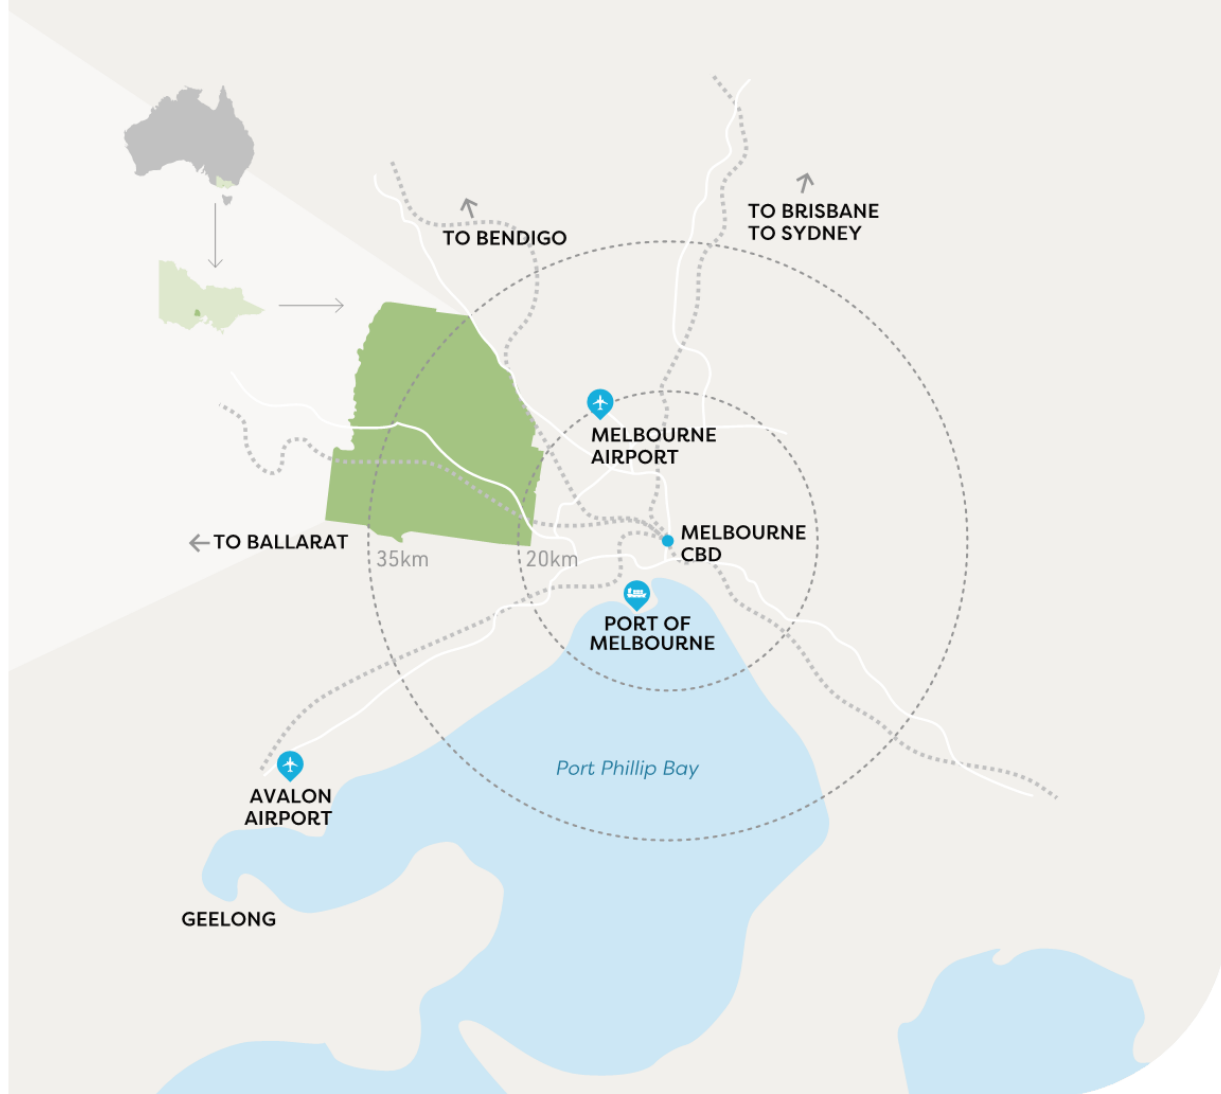 TO BRISBANE
TO SYDNEY
TO BENDIGO
MELBOURNE
AIRPORT
MELBOURNE
CBD
TO BALLARAT
35km
20km
PORT OF
MELBOURNE
Port Phillip Bay
AVALON
AIRPORT
GEELONG